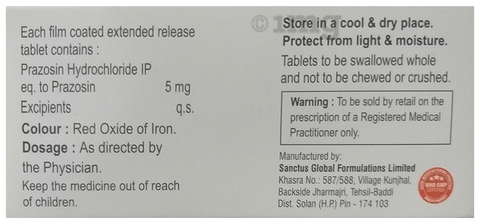 Each film coated extended release
tablet contains :
Prazosin Hydrochloride IP
eq. to Prazosin 5 mg
Excipients q.s.
Colour : Red Oxide of Iron.
Dosage : As directed by
the Physician.
Keep the medicine out of reach
of children.
1mg
Store in a cool & dry place.
Protect from light & moisture.
Tablets to be swallowed whole
and not to be chewed or crushed.
Warning : To be sold by retail on the
prescription of a Registered Medical
Practitioner only.
Manufactured by:
Sanctus Global Formulations Limited
Khasra No.: 587/588, Village Kunjhal,
Backside Jharmajri, Tehsil-Baddi
Dist. Solan (H.P.) Pin - 174 103
WHO GMP